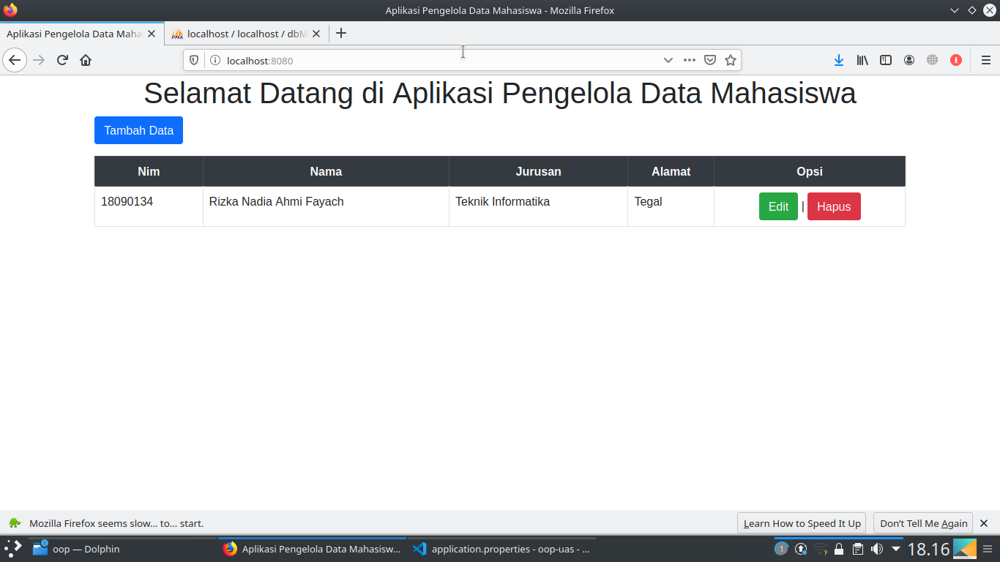 Aplikasi Pengelola Data Mahasiswa - Mozilla Firefox
Aplikasi Pengelola Data Maha
localhost / localhost / dbM
localhost:8080
Selamat Datang di Aplikasi Pengelola Data Mahasiswa
Tambah Data
Nim Nama Jurusan Alamat Opsi
18090134 Rizka Nadia Ahmi Fayach Teknik Informatika Tegal Edit | Hapus
Mozilla Firefox seems slow... to... start. Learn How to Speed It Up Don't Tell Me Again
oop — Dolphin Aplikasi Pengelola Data Mahasisw... application.properties - oop-uas - ... 1 18.16